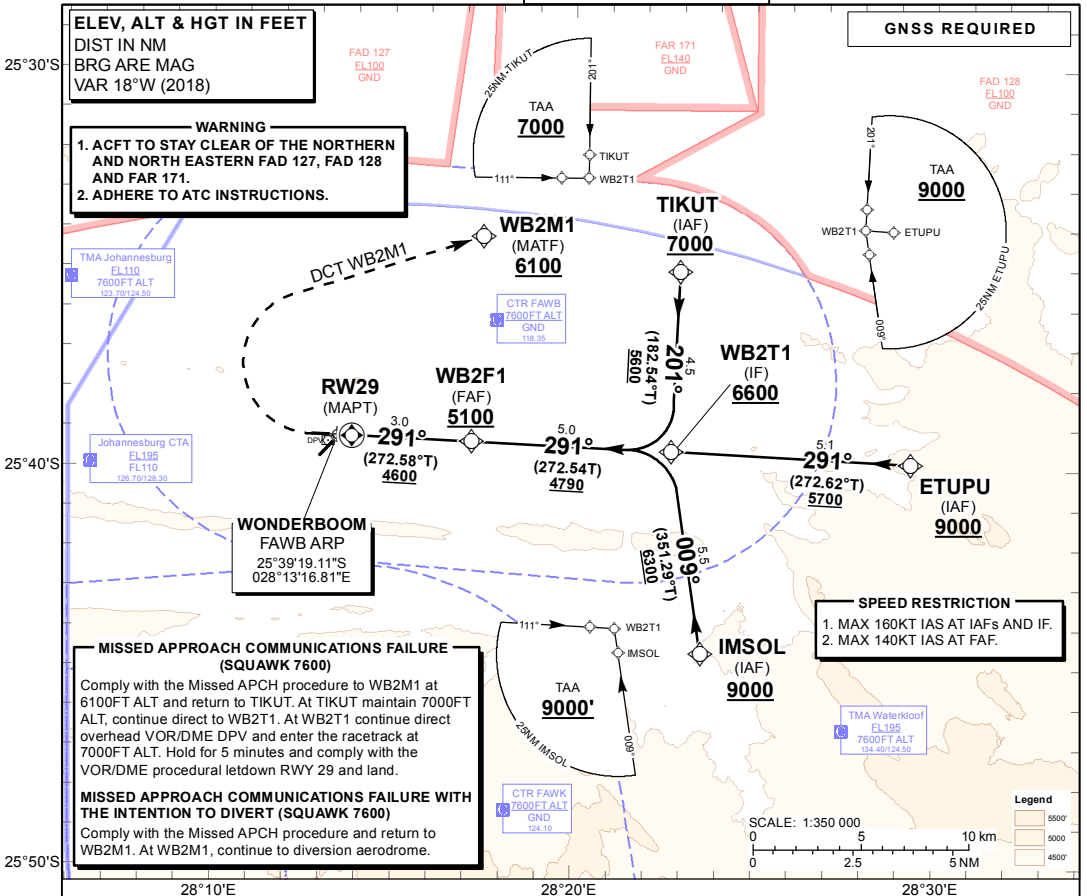 ELEV, ALT & HGT IN FEET
DIST IN NM
BRG ARE MAG
VAR 18°W (2018)
GNSS REQUIRED
25°30'S
FAD 127
FL100
GND
FAR 171
FL140
GND
FAD 128
FL100
GND
25NM-TIKUT
201°
TAA
7000
TIKUT
111°
WB2T1
201°
TAA
9000
WB2T1
ETUPU
25NM ETUPU
009°
WARNING
1. ACFT TO STAY CLEAR OF THE NORTHERN
AND NORTH EASTERN FAD 127, FAD 128
AND FAR 171.
2. ADHERE TO ATC INSTRUCTIONS.
WB2M1
(MATF)
6100
DCT WB2M1
TIKUT
(IAF)
7000
TMA Johannesburg
FL110
7600FT ALT
123.70/124.50
CTR FAWB
7600FT ALT
GND
118.35
4.5
201°
(182.54°T)
5600
WB2T1
(IF)
6600
WB2F1
(FAF)
5100
RW29
(MAPT)
DPV
3.0
291°
(272.58°T)
4600
5.0
291°
(272.54T)
4790
5.1
291°
(272.62°T)
5700
ETUPU
(IAF)
9000
Johannesburg CTA
FL195
FL110
126.70/128.30
25°40'S
WONDERBOOM
FAWB ARP
25°39'19.11"S
028°13'16.81"E
5.5
009°
(351.29°T)
6300
IMSOL
(IAF)
9000
SPEED RESTRICTION
1. MAX 160KT IAS AT IAFs AND IF.
2. MAX 140KT IAS AT FAF.
111°
WB2T1
IMSOL
TAA
9000'
25NM IMSOL
009°
MISSED APPROACH COMMUNICATIONS FAILURE
(SQUAWK 7600)
Comply with the Missed APCH procedure to WB2M1 at
6100FT ALT and return to TIKUT. At TIKUT maintain 7000FT
ALT, continue direct to WB2T1. At WB2T1 continue direct
overhead VOR/DME DPV and enter the racetrack at
7000FT ALT. Hold for 5 minutes and comply with the
VOR/DME procedural letdown RWY 29 and land.
MISSED APPROACH COMMUNICATIONS FAILURE WITH
THE INTENTION TO DIVERT (SQUAWK 7600)
Comply with the Missed APCH procedure and return to
WB2M1. At WB2M1, continue to diversion aerodrome.
TMA Waterkloof
FL195
7600FT ALT
134.40/124.50
CTR FAWK
7600FT ALT
GND
124.10
SCALE: 1:350 000
0 5 10 km
0 2.5 5 NM
Legend
5500'
5000
4500'
25°50'S
28°10'E
28°20'E
28°30'E